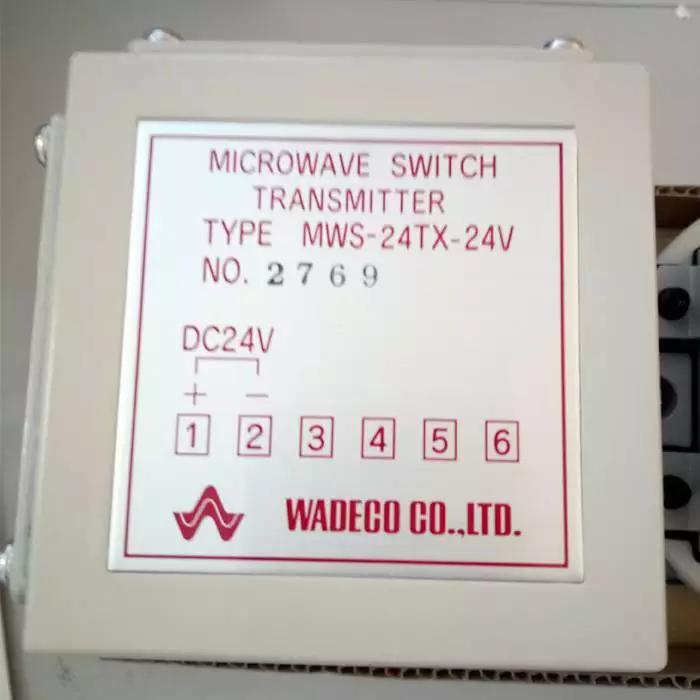 MICROWAVE SWITCH
TRANSMITTER
TYPE MWS-24TX-24V
NO. 2769
DC24V
+ −
1 2 3 4 5 6
WADECO CO.,LTD.